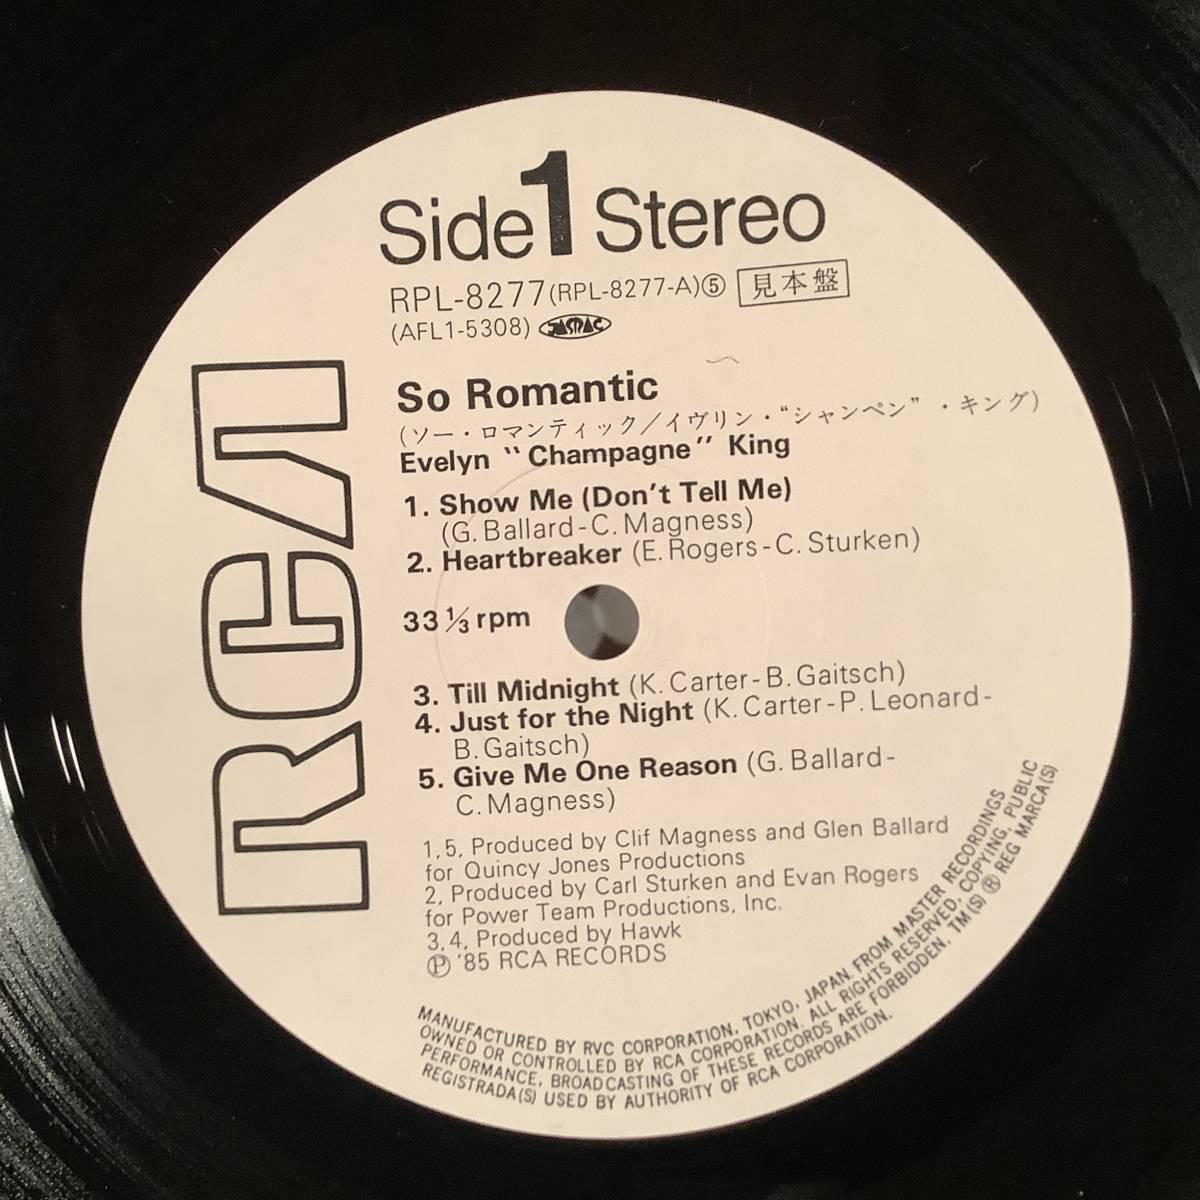 Side 1 Stereo
RPL-8277(RPL-8277-A)⑤ 見本盤
(AFL1-5308) JASRAC
So Romantic
(ソー・ロマンティック/イヴリン・“シャンペン”・キング)
Evelyn “Champagne” King
1. Show Me (Don't Tell Me)
(G. Ballard-C. Magness)
2. Heartbreaker (E. Rogers-C. Sturken)
33 ⅓ rpm
3. Till Midnight (K. Carter-B. Gaitsch)
4. Just for the Night (K. Carter-P. Leonard-
B. Gaitsch)
5. Give Me One Reason (G. Ballard-
C. Magness)
1, 5, Produced by Clif Magness and Glen Ballard
for Quincy Jones Productions
2, Produced by Carl Sturken and Evan Rogers
for Power Team Productions, Inc.
3, 4, Produced by Hawk
Ⓟ '85 RCA RECORDS
RCA
MANUFACTURED BY RVC CORPORATION, TOKYO, JAPAN, FROM MASTER RECORDINGS
OWNED OR CONTROLLED BY RCA CORPORATION. ALL RIGHTS RESERVED, COPYING, PUBLIC
PERFORMANCE, BROADCASTING OF THESE RECORDS ARE FORBIDDEN. TM(S) ® REG MARCA(S)
REGISTRADA(S) USED BY AUTHORITY OF RCA CORPORATION.